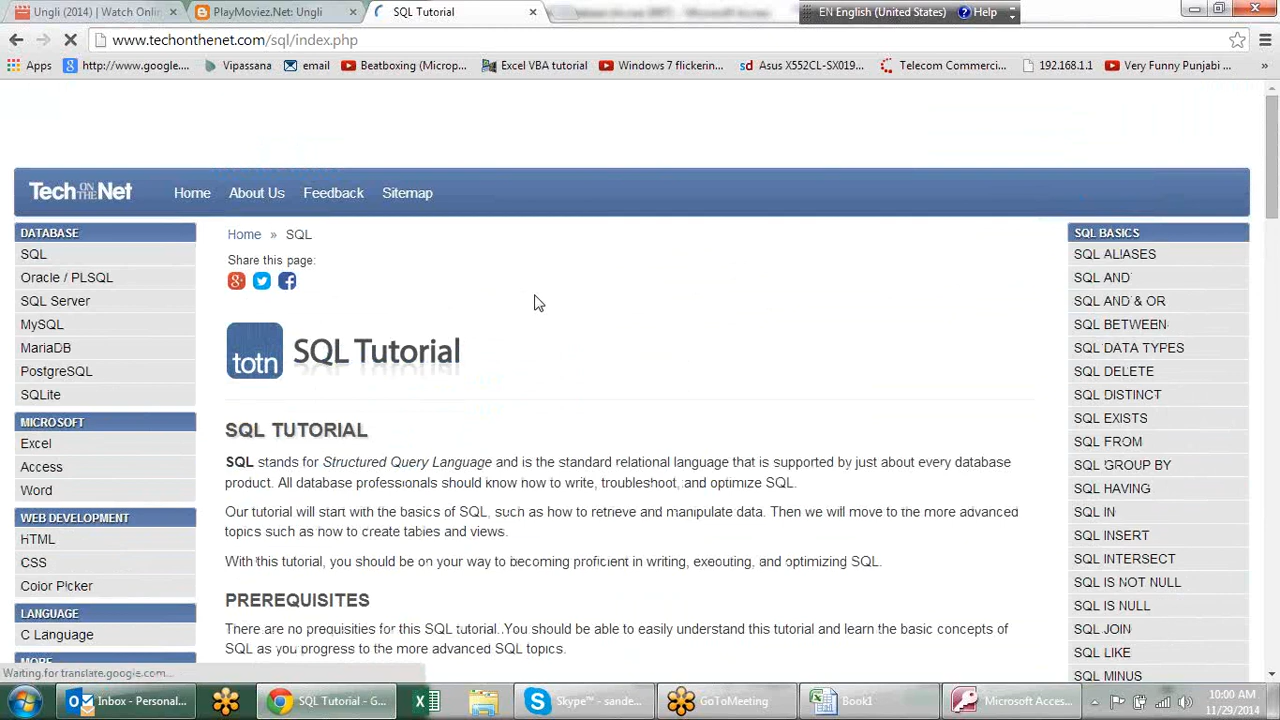 Ungli (2014) | Watch Onlin
PlayMoviez.Net: Ungli
SQL Tutorial
EN English (United States)
Help
www.techonthenet.com/sql/index.php
Apps
http://www.google....
Vipassana
email
Beatboxing (Microp...
Excel VBA tutorial
Windows 7 flickerin...
sd Asus X552CL-SX019...
Telecom Commerci...
192.168.1.1
Very Funny Punjabi ...
»
Tech ON THE Net
Home
About Us
Feedback
Sitemap
DATABASE
SQL
Oracle / PLSQL
SQL Server
MySQL
MariaDB
PostgreSQL
SQLite
MICROSOFT
Excel
Access
Word
WEB DEVELOPMENT
HTML
CSS
Color Picker
LANGUAGE
C Language
MORE
Home » SQL
Share this page:
totn SQL Tutorial
SQL TUTORIAL
SQL stands for Structured Query Language and is the standard relational language that is supported by just about every database
product. All database professionals should know how to write, troubleshoot, and optimize SQL.
Our tutorial will start with the basics of SQL, such as how to retrieve and manipulate data. Then we will move to the more advanced
topics such as how to create tables and views.
With this tutorial, you should be on your way to becoming proficient in writing, executing, and optimizing SQL.
PREREQUISITES
There are no prequisities for this SQL tutorial. You should be able to easily understand this tutorial and learn the basic concepts of
SQL as you progress to the more advanced SQL topics.
SQL BASICS
SQL ALIASES
SQL AND
SQL AND & OR
SQL BETWEEN
SQL DATA TYPES
SQL DELETE
SQL DISTINCT
SQL EXISTS
SQL FROM
SQL GROUP BY
SQL HAVING
SQL IN
SQL INSERT
SQL INTERSECT
SQL IS NOT NULL
SQL IS NULL
SQL JOIN
SQL LIKE
SQL MINUS
Waiting for translate.google.com...
Inbox - Personal...
SQL Tutorial - G...
Skype™ - sande...
GoToMeeting
Book1
Microsoft Acces...
10:00 AM
11/29/2014